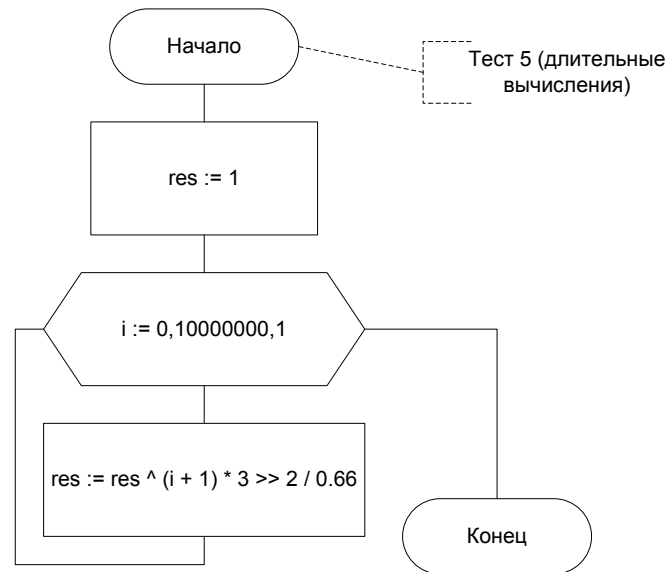 Начало
Тест 5 (длительные
вычисления)
res := 1
i := 0,10000000,1
res := res ^ (i + 1) * 3 >> 2 / 0.66
Конец